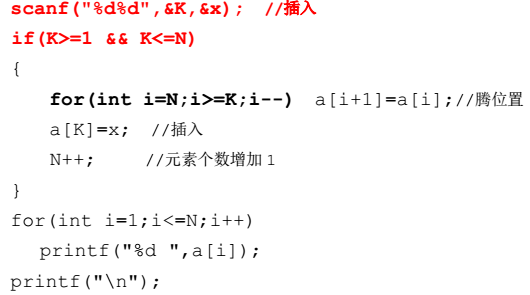 scanf("%d%d",&K,&x); //插入
if(K>=1 && K<=N)
{
for(int i=N;i>=K;i--) a[i+1]=a[i];//腾位置
a[K]=x; //插入
N++; //元素个数增加 1
}
for(int i=1;i<=N;i++)
printf("%d ",a[i]);
printf("\n");